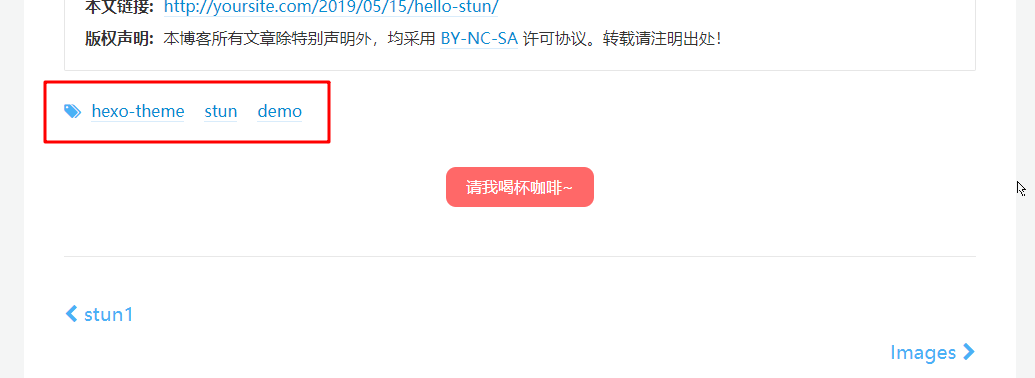 本文链接: http://yoursite.com/2019/05/15/hello-stun/
版权声明: 本博客所有文章除特别声明外，均采用 BY-NC-SA 许可协议。转载请注明出处！
hexo-theme stun demo
请我喝杯咖啡~
stun1
Images